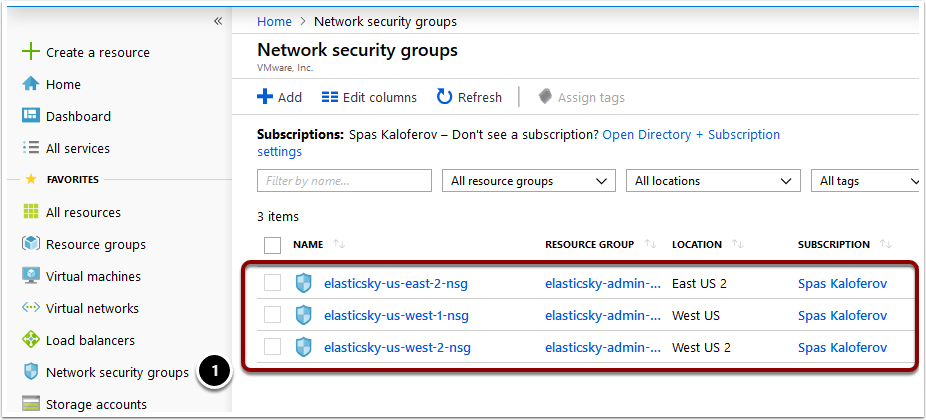 «
Create a resource
Home
Dashboard
All services
FAVORITES
All resources
Resource groups
Virtual machines
Virtual networks
Load balancers
Network security groups
1
Storage accounts
Home > Network security groups
Network security groups
VMware, Inc.
Add Edit columns Refresh Assign tags
Subscriptions: Spas Kaloferov – Don't see a subscription? Open Directory + Subscription
settings
Filter by name... All resource groups All locations All tags
3 items
NAME RESOURCE GROUP LOCATION SUBSCRIPTION
elasticsky-us-east-2-nsg elasticsky-admin-... East US 2 Spas Kaloferov
elasticsky-us-west-1-nsg elasticsky-admin-... West US Spas Kaloferov
elasticsky-us-west-2-nsg elasticsky-admin-... West US 2 Spas Kaloferov